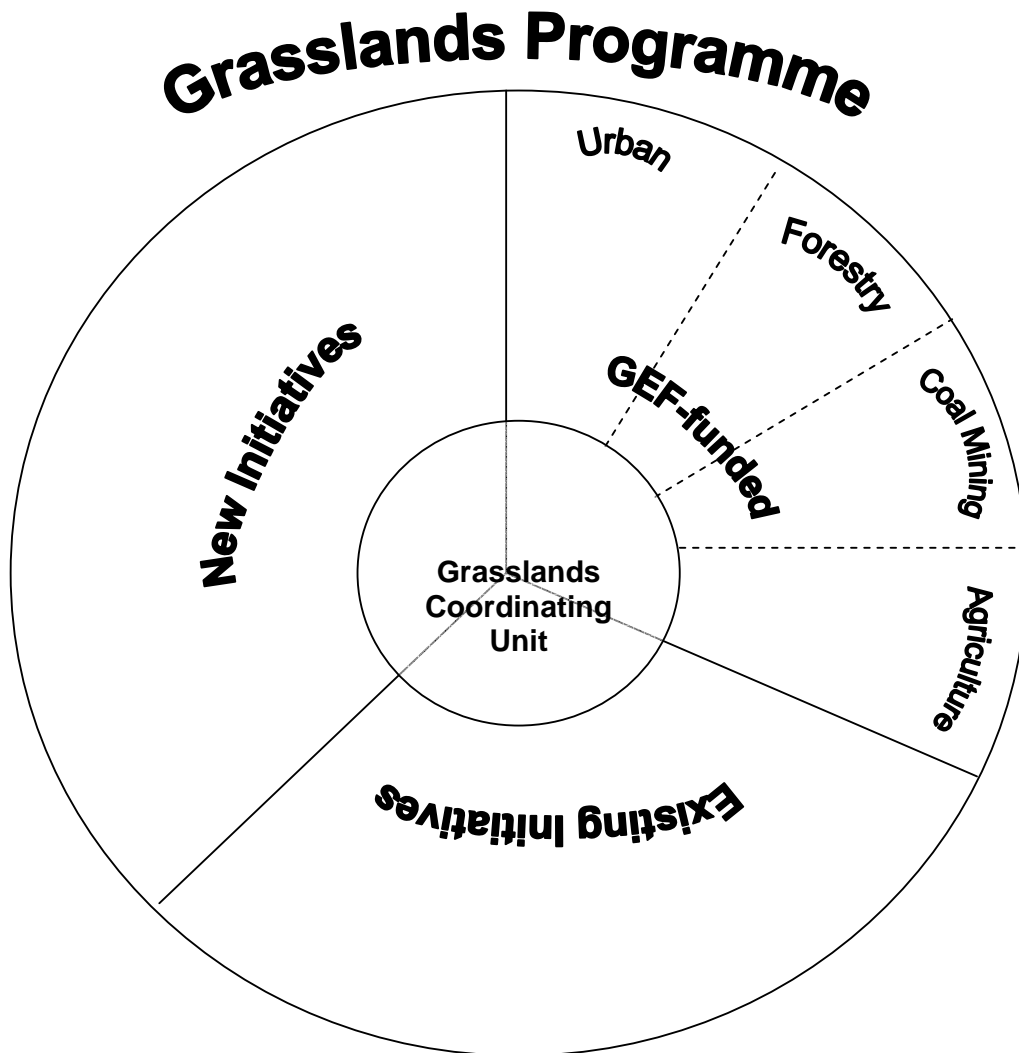 Grasslands Programme
Urban
Forestry
Coal Mining
Agriculture
GEF-funded
New Initiatives
Grasslands
Coordinating
Unit
Existing Initiatives